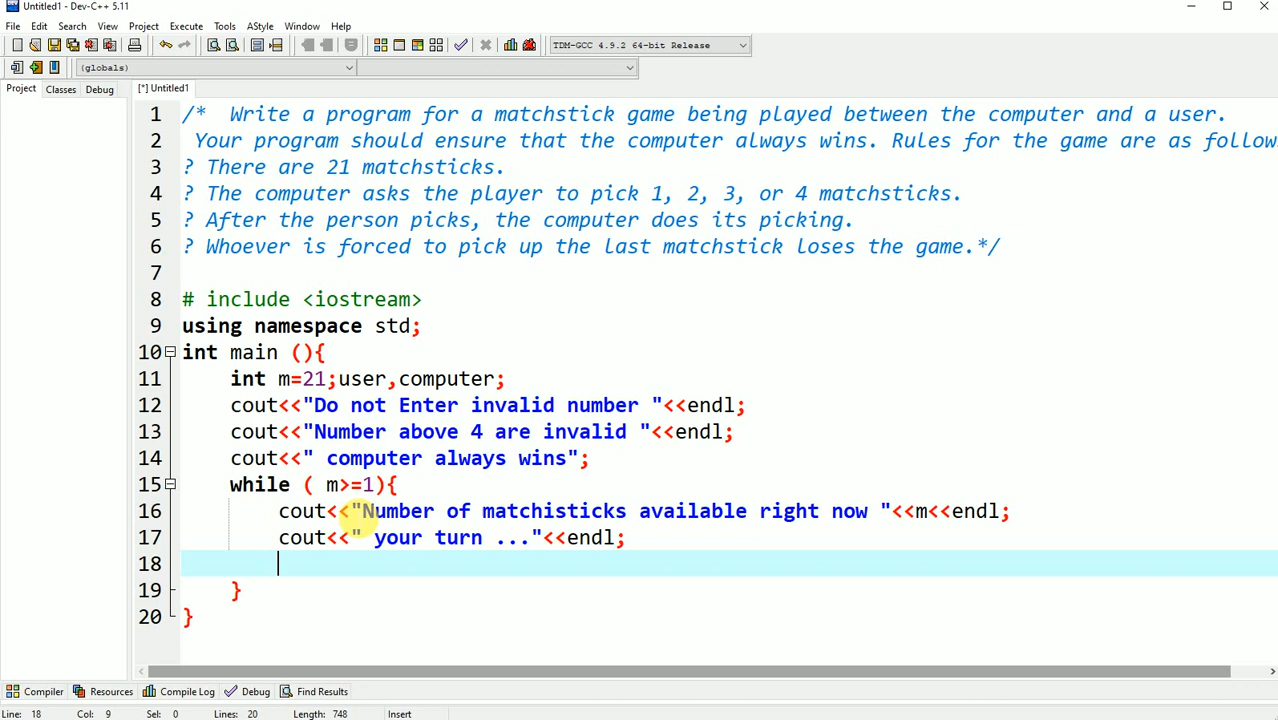 Untitled1 - Dev-C++ 5.11
File Edit Search View Project Execute Tools AStyle Window Help
TDM-GCC 4.9.2 64-bit Release
(globals)
Project Classes Debug [*] Untitled1
1 /* Write a program for a matchstick game being played between the computer and a user.
2 Your program should ensure that the computer always wins. Rules for the game are as follow
3 ? There are 21 matchsticks.
4 ? The computer asks the player to pick 1, 2, 3, or 4 matchsticks.
5 ? After the person picks, the computer does its picking.
6 ? Whoever is forced to pick up the last matchstick loses the game.*/
7
8 # include <iostream>
9 using namespace std;
10 int main (){
11 int m=21;user,computer;
12 cout<<"Do not Enter invalid number "<<endl;
13 cout<<"Number above 4 are invalid "<<endl;
14 cout<<" computer always wins";
15 while ( m>=1){
16 cout<<"Number of matchisticks available right now "<<m<<endl;
17 cout<<" your turn ..."<<endl;
18
19 }
20 }
Compiler Resources Compile Log Debug Find Results
Line: 18 Col: 9 Sel: 0 Lines: 20 Length: 748 Insert